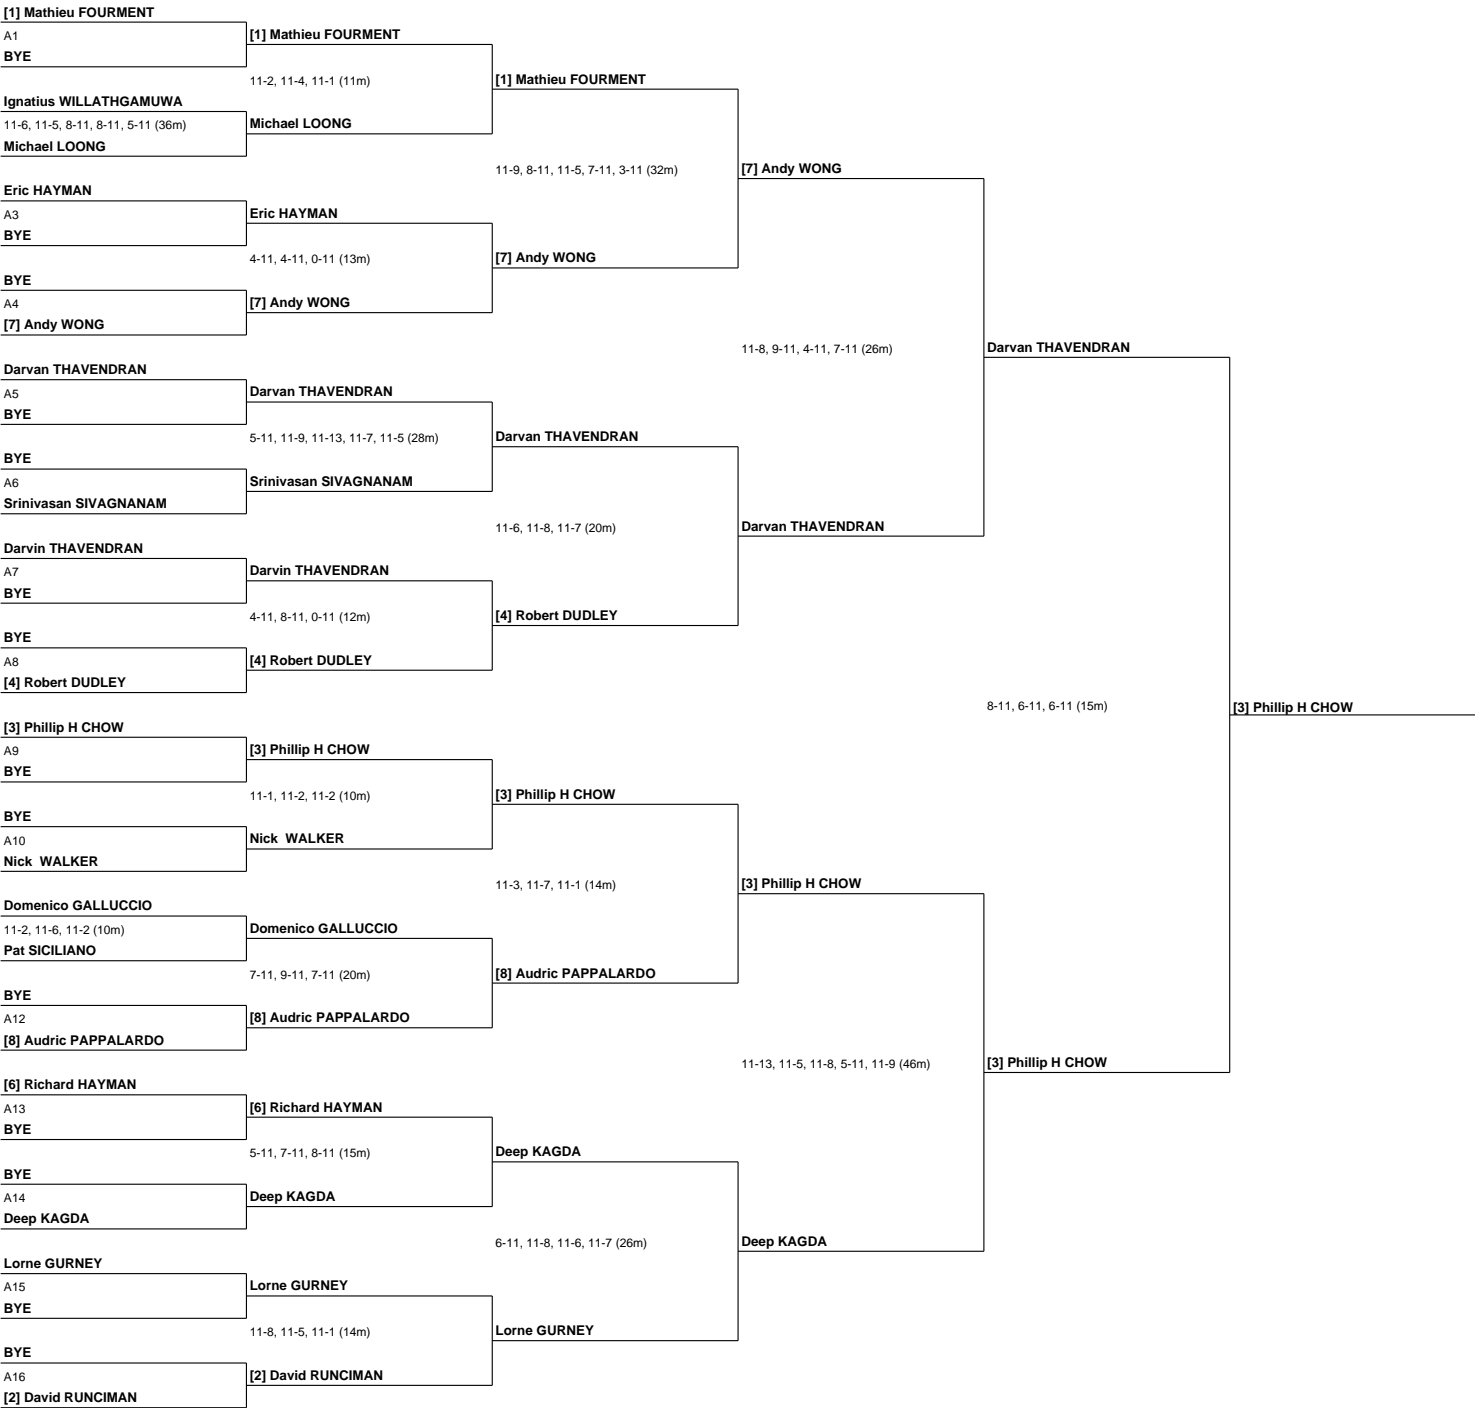 [1] Mathieu FOURMENT
A1
BYE
Ignatius WILLATHGAMUWA
11-6, 11-5, 8-11, 8-11, 5-11 (36m)
Michael LOONG
Eric HAYMAN
A3
BYE
BYE
A4
[7] Andy WONG
Darvan THAVENDRAN
A5
BYE
BYE
A6
Srinivasan SIVAGNANAM
Darvin THAVENDRAN
A7
BYE
BYE
A8
[4] Robert DUDLEY
[3] Phillip H CHOW
A9
BYE
BYE
A10
Nick  WALKER
Domenico GALLUCCIO
11-2, 11-6, 11-2 (10m)
Pat SICILIANO
BYE
A12
[8] Audric PAPPALARDO
[6] Richard HAYMAN
A13
BYE
BYE
A14
Deep KAGDA
Lorne GURNEY
A15
BYE
BYE
A16
[2] David RUNCIMAN
[1] Mathieu FOURMENT
11-2, 11-4, 11-1 (11m)
Michael LOONG
Eric HAYMAN
4-11, 4-11, 0-11 (13m)
[7] Andy WONG
Darvan THAVENDRAN
5-11, 11-9, 11-13, 11-7, 11-5 (28m)
Srinivasan SIVAGNANAM
Darvin THAVENDRAN
4-11, 8-11, 0-11 (12m)
[4] Robert DUDLEY
[3] Phillip H CHOW
11-1, 11-2, 11-2 (10m)
Nick  WALKER
Domenico GALLUCCIO
7-11, 9-11, 7-11 (20m)
[8] Audric PAPPALARDO
[6] Richard HAYMAN
5-11, 7-11, 8-11 (15m)
Deep KAGDA
Lorne GURNEY
11-8, 11-5, 11-1 (14m)
[2] David RUNCIMAN
[1] Mathieu FOURMENT
11-9, 8-11, 11-5, 7-11, 3-11 (32m)
[7] Andy WONG
Darvan THAVENDRAN
11-6, 11-8, 11-7 (20m)
[4] Robert DUDLEY
[3] Phillip H CHOW
11-3, 11-7, 11-1 (14m)
[8] Audric PAPPALARDO
Deep KAGDA
6-11, 11-8, 11-6, 11-7 (26m)
Lorne GURNEY
[7] Andy WONG
11-8, 9-11, 4-11, 7-11 (26m)
Darvan THAVENDRAN
[3] Phillip H CHOW
11-13, 11-5, 11-8, 5-11, 11-9 (46m)
Deep KAGDA
Darvan THAVENDRAN
8-11, 6-11, 6-11 (15m)
[3] Phillip H CHOW
[3] Phillip H CHOW